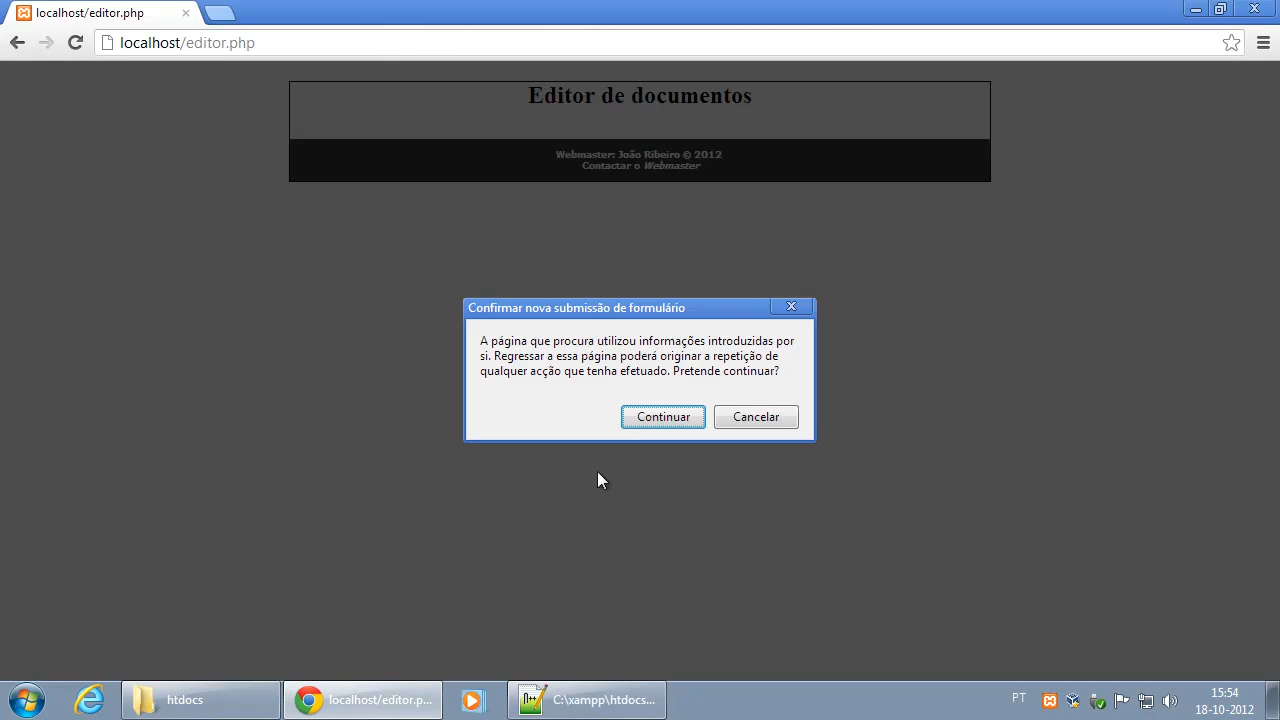 localhost/editor.php
localhost/editor.php
Editor de documentos
Webmaster: João Ribeiro © 2012
Contactar o Webmaster
Confirmar nova submissão de formulário
A página que procura utilizou informações introduzidas por
si. Regressar a essa página poderá originar a repetição de
qualquer acção que tenha efetuado. Pretende continuar?
Continuar
Cancelar
htdocs
localhost/editor.p...
C:\xampp\htdocs...
PT
15:54
18-10-2012